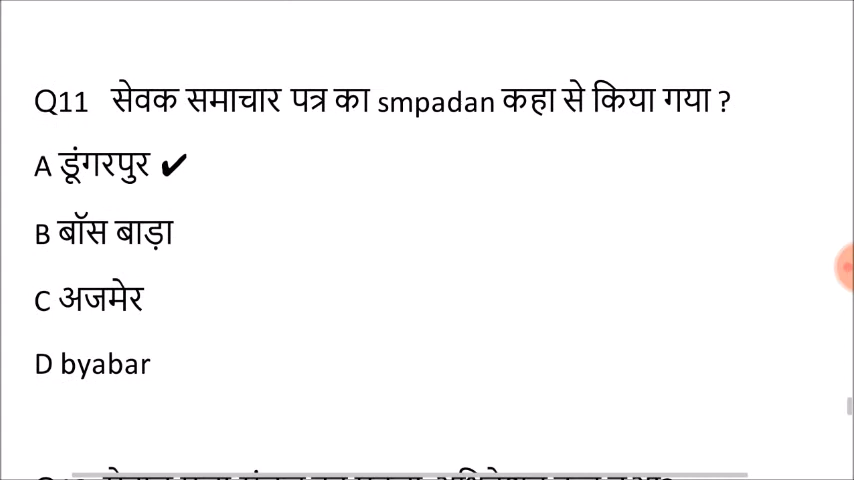 Q11 सेवक समाचार पत्र का smpadan कहा से किया गया ?
A डूंगरपुर ✔
B बॉस बाड़ा
C अजमेर
D byabar